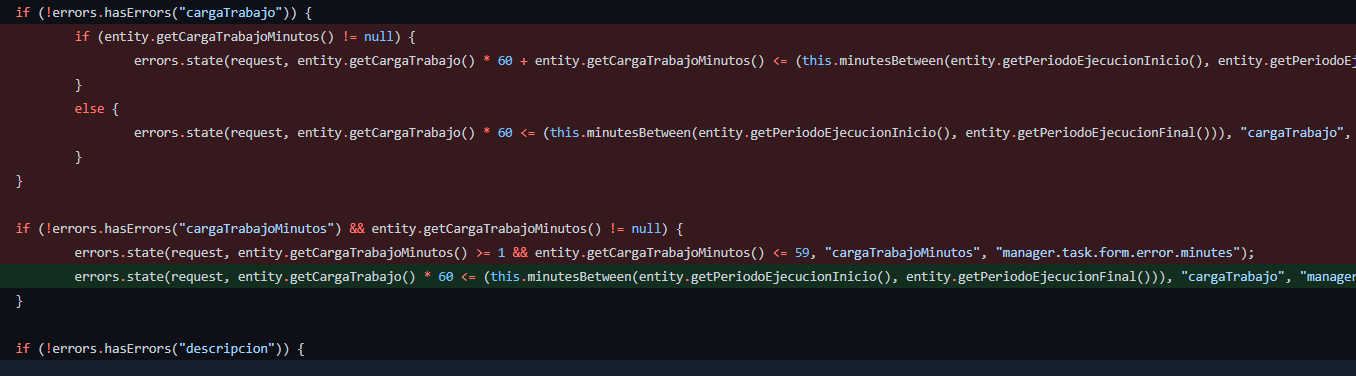 if (!errors.hasErrors("cargaTrabajo")) {
if (entity.getCargaTrabajoMinutos() != null) {
errors.state(request, entity.getCargaTrabajo() * 60 + entity.getCargaTrabajoMinutos() <= (this.minutesBetween(entity.getPeriodoEjecucionInicio(), entity.getPeriodoEj
}
else {
errors.state(request, entity.getCargaTrabajo() * 60 <= (this.minutesBetween(entity.getPeriodoEjecucionInicio(), entity.getPeriodoEjecucionFinal())), "cargaTrabajo",
}
}
if (!errors.hasErrors("cargaTrabajoMinutos") && entity.getCargaTrabajoMinutos() != null) {
errors.state(request, entity.getCargaTrabajoMinutos() >= 1 && entity.getCargaTrabajoMinutos() <= 59, "cargaTrabajoMinutos", "manager.task.form.error.minutes");
errors.state(request, entity.getCargaTrabajo() * 60 <= (this.minutesBetween(entity.getPeriodoEjecucionInicio(), entity.getPeriodoEjecucionFinal())), "cargaTrabajo", "manager
}
if (!errors.hasErrors("descripcion")) {